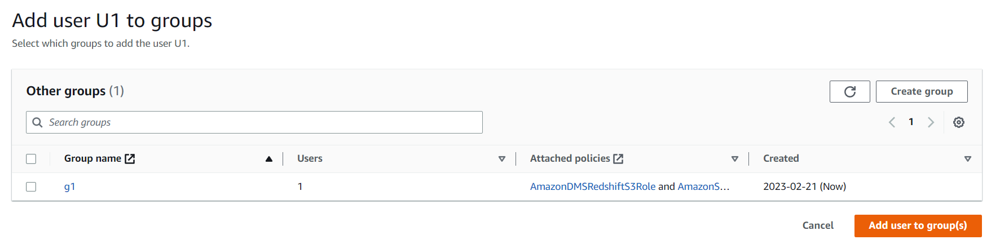 Add user U1 to groups
Select which groups to add the user U1.
Other groups (1)
Create group
Search groups
1
Group name
Users
Attached policies
Created
g1
1
AmazonDMSRedshiftS3Role and AmazonS...
2023-02-21 (Now)
Cancel
Add user to group(s)